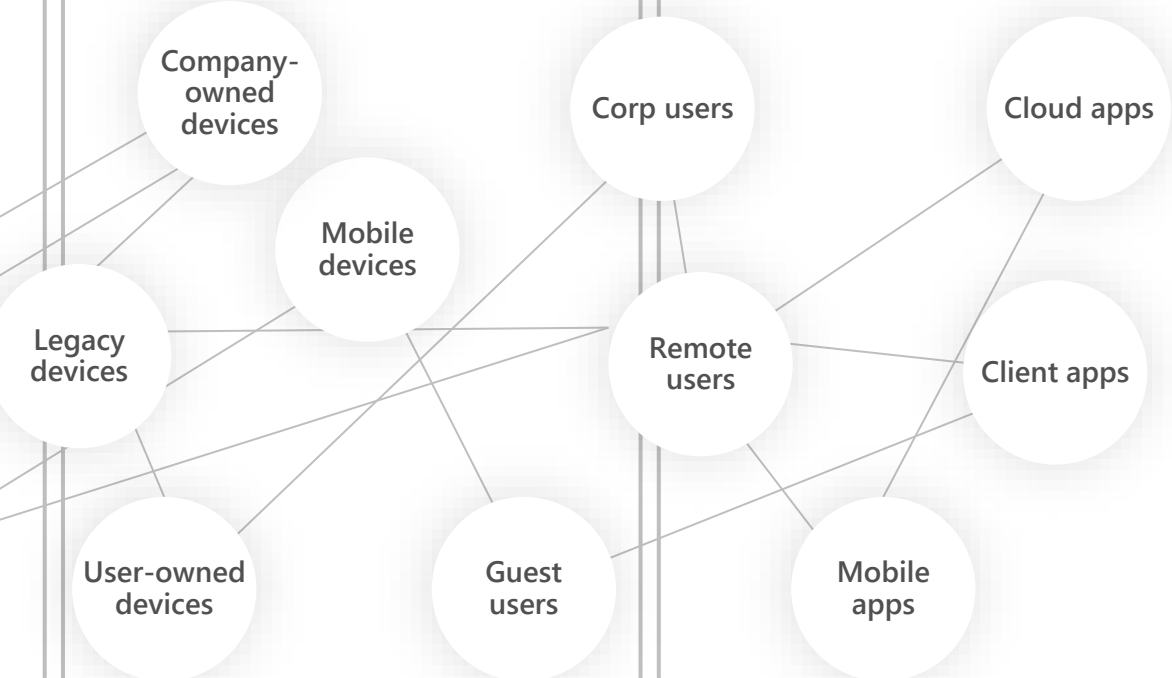 Company-
owned
devices
Corp users
Cloud apps
Mobile
devices
Legacy
devices
Remote
users
Client apps
User-owned
devices
Guest
users
Mobile
apps